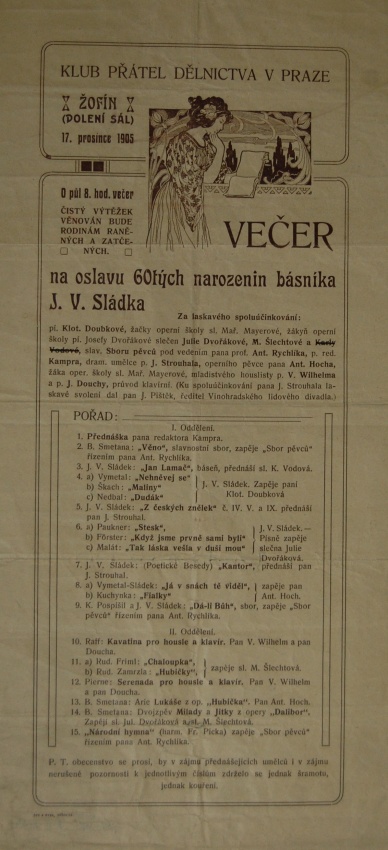 KLUB PŘÁTEL DĚLNICTVA V PRAZE
ŽOFÍN
(DOLENÍ SÁL)
17. prosince 1905
O půl 8. hod. večer
ČISTÝ VÝTĚŽEK
VĚNOVÁN BUDE
RODINÁM RANĚ-
NÝCH A ZATČE-
NÝCH.
VEČER
na oslavu 60tých narozenin básníka
J. V. Sládka
Za laskavého spoluúčinkování:
pí. Klot. Doubkové, žačky operní školy sl. Mař. Mayerové, žákyň operní
školy pí. Josefy Dvořákové slečen Julie Dvořákové, M. Šlechtové a Karly
Vodové, slav. Sboru pěvců pod vedením pana prof. Ant. Rychlíka, p. red.
Kampra, dram. umělce p. J. Strouhala, operního pěvce pana Ant. Hocha,
žáka oper. školy sl. Mař. Mayerové, mladistvého houslisty p. V. Wilhelma
a p. J. Douchy, průvod klavírní. (Ku spoluúčinkování pana J. Strouhala la-
skavé svolení dal pan J. Pištěk, ředitel Vinohradského lidového divadla.)
POŘAD:
I. Oddělení.
1. Přednáška pana redaktora Kampra.
2. B. Smetana: „Věno“, slavnostní sbor, zapěje „Sbor pěvců“
řízením pana Ant. Rychlíka.
3. J. V. Sládek: „Jan Lamač“, báseň, přednáší sl. K. Vodová.
4. a) Vymetal: „Nehněvej se“
b) Škach: „Maliny“
c) Nedbal: „Dudák“
J. V. Sládek. Zapěje paní
Klot. Doubková
5. J. V. Sládek: „Z českých znělek“ č. IV. V. a IX. přednáší
pan J. Strouhal.
6. a) Paukner: „Stesk“,
b) Förster: „Když jsme prvně sami byli“
c) Malát: „Tak láska vešla v duši mou“
J. V. Sládek.—
Písně zapěje
slečna Julie
Dvořáková.
7. J. V. Sládek: (Poetické Besedy) „Kantor“, přednáší pan
J. Strouhal.
8. a) Vymetal-Sládek: „Já v snách tě viděl“,
b) Kuchynka: „Fialky“
zapěje pan
Ant. Hoch.
9. K. Pospíšil a J. V. Sládek: „Dá-li Bůh“, sbor, zapěje „Sbor
pěvců“ řízením pana Ant. Rychlíka.
II. Oddělení.
10. Raff: Kavatina pro housle a klavír. Pan V. Wilhelm a pan
Doucha.
11. a) Rud. Friml: „Chaloupka“,
b) Rud. Zamrzla: „Hubičky“,
zapěje sl. M. Šlechtová.
12. Pierne: Serenada pro housle a klavír. Pan V. Wilhelm
a pan Doucha.
13. B. Smetana: Arie Lukáše z op. „Hubička“. Pan Ant. Hoch.
14. B. Smetana: Dvojzpěv Milady a Jitky z opery „Dalibor“.
Zapějí sl. Jul. Dvořáková a sl. M. Šlechtová.
15. „Národní hymna“ (harm. Fr. Picka) zapěje „Sbor pěvců“
řízením pana Ant. Rychlíka.
P. T. obecenstvo se prosí, by v zájmu přednášejících umělců i v zájmu
nerušené pozornosti k jednotlivým číslům zdrželo se jednak šramotu,
jednak kouření.